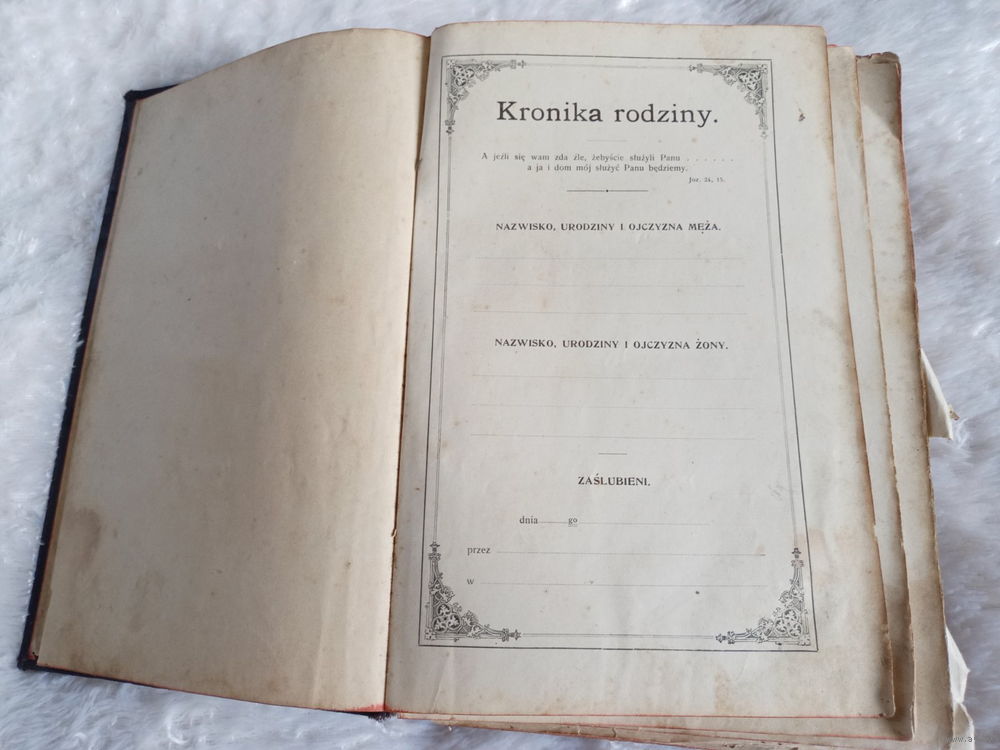 Kronika rodziny.
A jeźli się wam zda źle, żebyście służyli Panu . . . . . .
a ja i dom mój służyć Panu będziemy.
Joz. 24, 15.
NAZWISKO, URODZINY I OJCZYZNA MĘŻA.
NAZWISKO, URODZINY I OJCZYZNA ŻONY.
ZAŚLUBIENI.
dnia go
przez
w